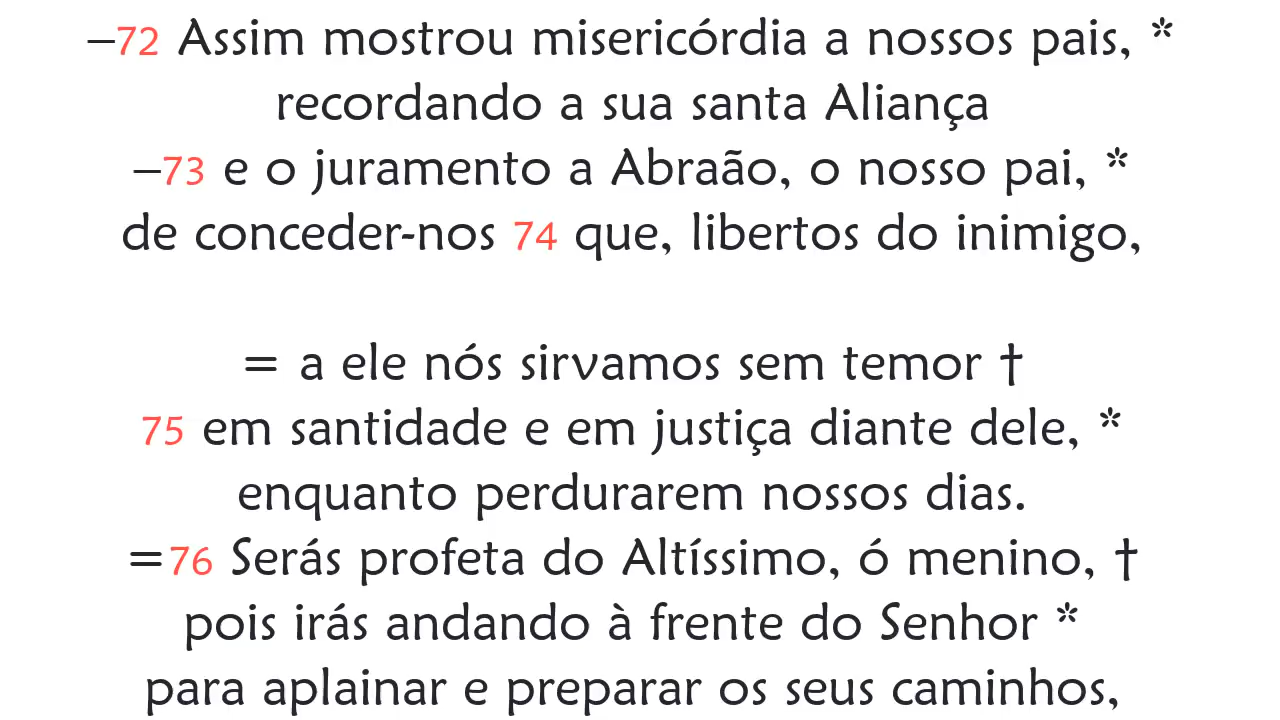 –72 Assim mostrou misericórdia a nossos pais, *
recordando a sua santa Aliança
–73 e o juramento a Abraão, o nosso pai, *
de conceder-nos 74 que, libertos do inimigo,
= a ele nós sirvamos sem temor †
75 em santidade e em justiça diante dele, *
enquanto perdurarem nossos dias.
=76 Serás profeta do Altíssimo, ó menino, †
pois irás andando à frente do Senhor *
para aplainar e preparar os seus caminhos,